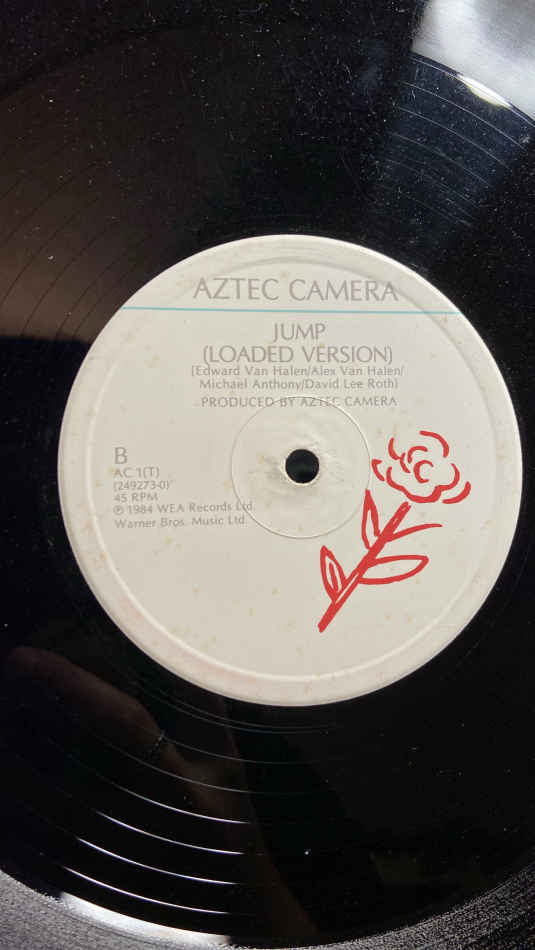 AZTEC CAMERA
JUMP
(LOADED VERSION)
(Edward Van Halen/Alex Van Halen/
Michael Anthony/David Lee Roth)
PRODUCED BY AZTEC CAMERA
B
AC 1(T)
(249273-0)
45 RPM
℗ 1984 WEA Records Ltd.
Warner Bros. Music Ltd.